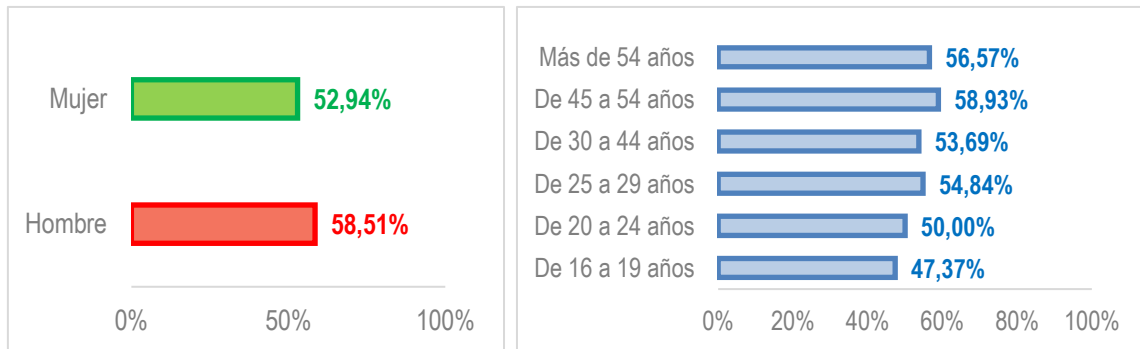 Mujer 52,94%
Hombre 58,51%
0% 50% 100%
Más de 54 años 56,57%
De 45 a 54 años 58,93%
De 30 a 44 años 53,69%
De 25 a 29 años 54,84%
De 20 a 24 años 50,00%
De 16 a 19 años 47,37%
0% 20% 40% 60% 80% 100%